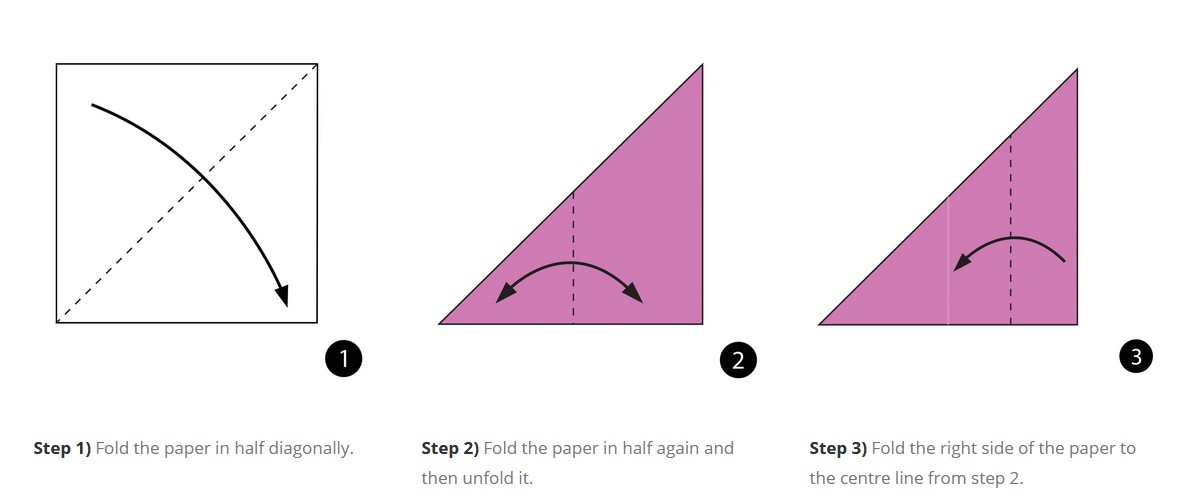 1
2
3
Step 1) Fold the paper in half diagonally.
Step 2) Fold the paper in half again and
then unfold it.
Step 3) Fold the right side of the paper to
the centre line from step 2.